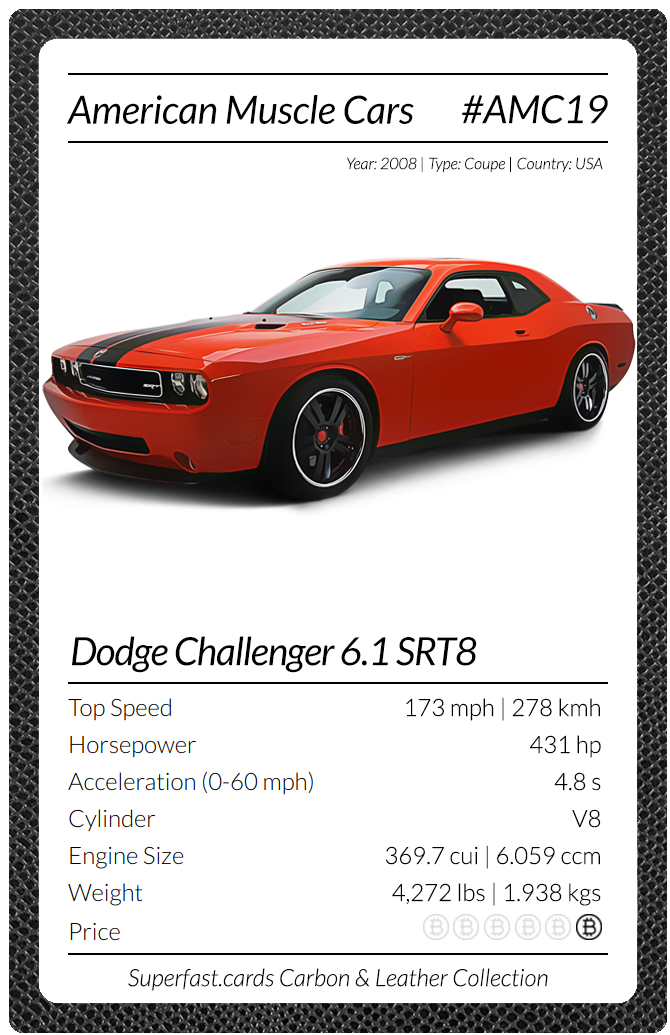 American Muscle Cars #AMC19
Year: 2008 | Type: Coupe | Country: USA
Dodge Challenger 6.1 SRT8
Top Speed 173 mph | 278 kmh
Horsepower 431 hp
Acceleration (0-60 mph) 4.8 s
Cylinder V8
Engine Size 369.7 cui | 6.059 ccm
Weight 4,272 lbs | 1.938 kgs
Price
Superfast.cards Carbon & Leather Collection